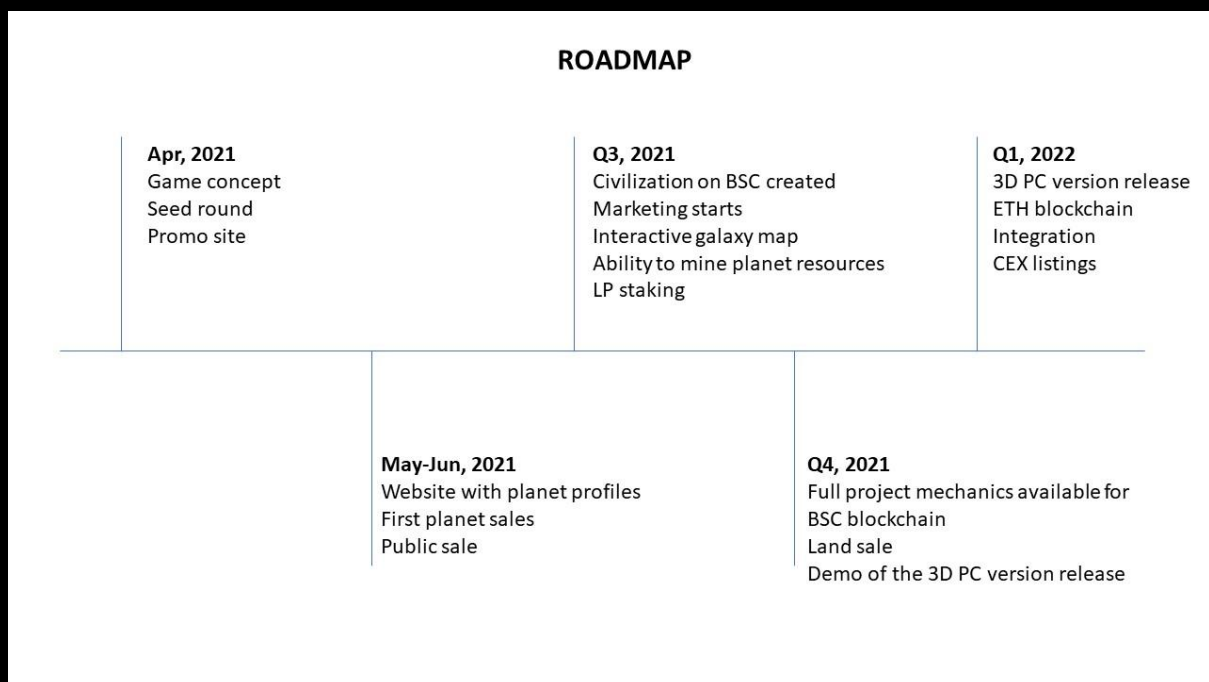 ROADMAP
Apr, 2021
Game concept
Seed round
Promo site
May-Jun, 2021
Website with planet profiles
First planet sales
Public sale
Q3, 2021
Civilization on BSC created
Marketing starts
Interactive galaxy map
Ability to mine planet resources
LP staking
Q4, 2021
Full project mechanics available for
BSC blockchain
Land sale
Demo of the 3D PC version release
Q1, 2022
3D PC version release
ETH blockchain
Integration
CEX listings